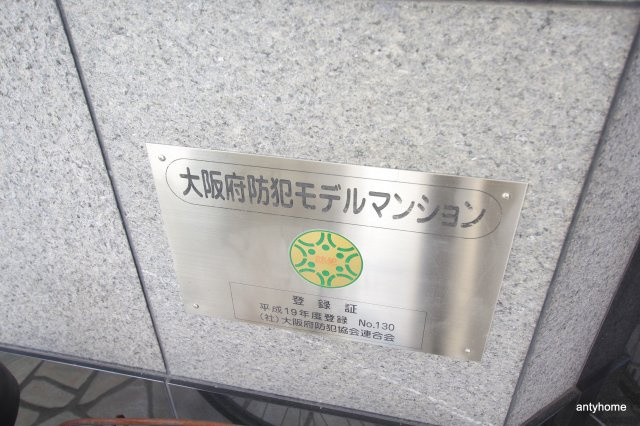 大阪府防犯モデルマンション
登録証
平成19年度登録 No.130
(社)大阪府防犯協会連合会
antyhome